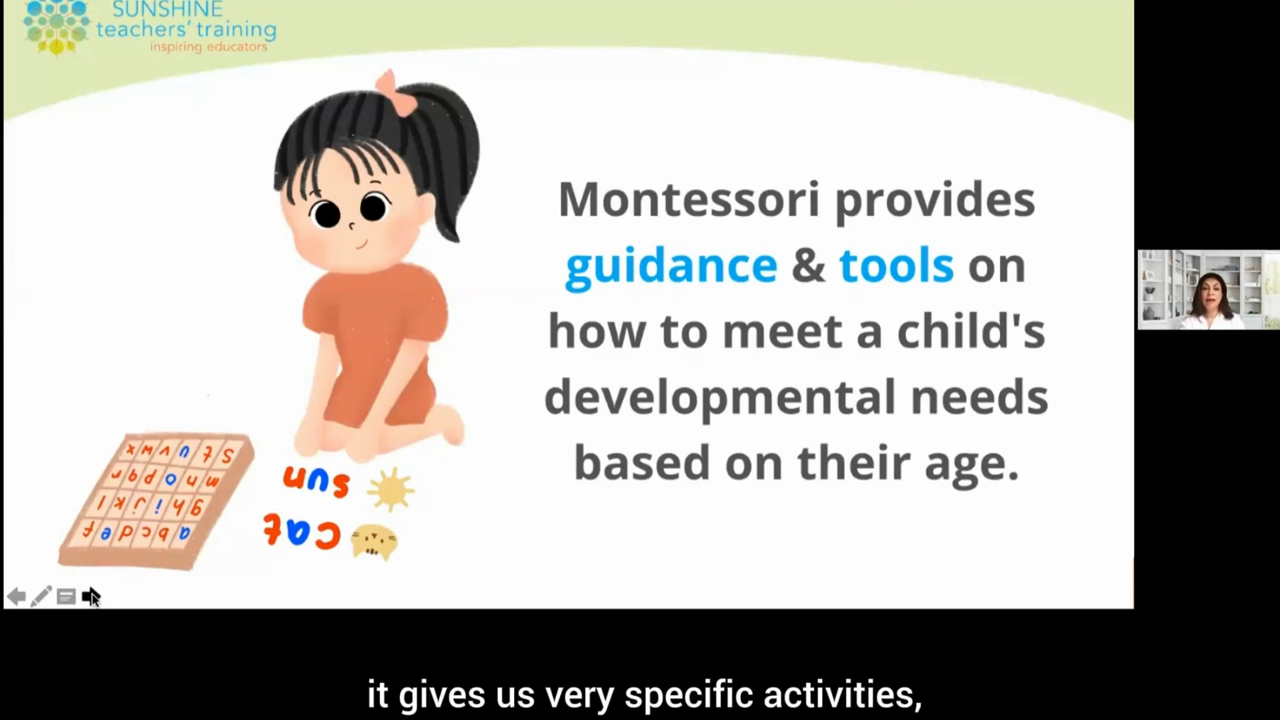 SUNSHINE
teachers' training
inspiring educators
Montessori provides
guidance & tools on
how to meet a child's
developmental needs
based on their age.
sun
cat
s t u v w x
m n o p q r
g h i j k l
a b c d e f
it gives us very specific activities,